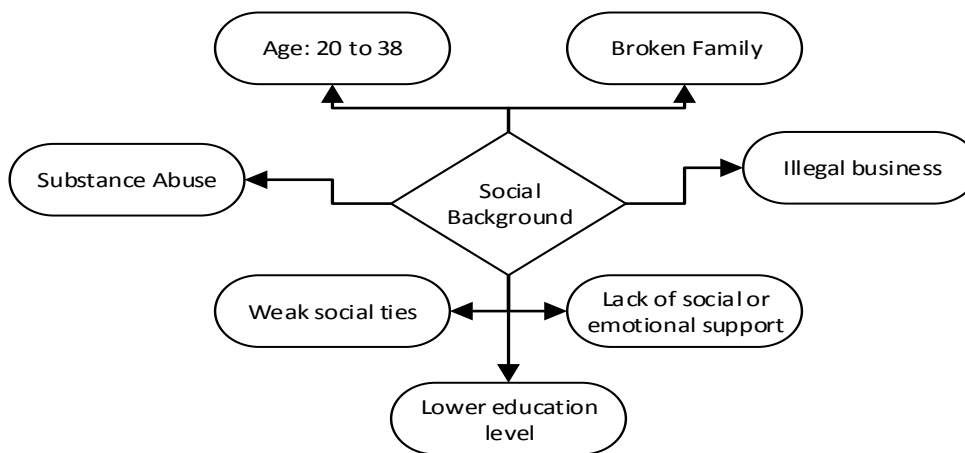 Age: 20 to 38
Broken Family
Substance Abuse
Social
Background
Illegal business
Weak social ties
Lack of social or
emotional support
Lower education
level